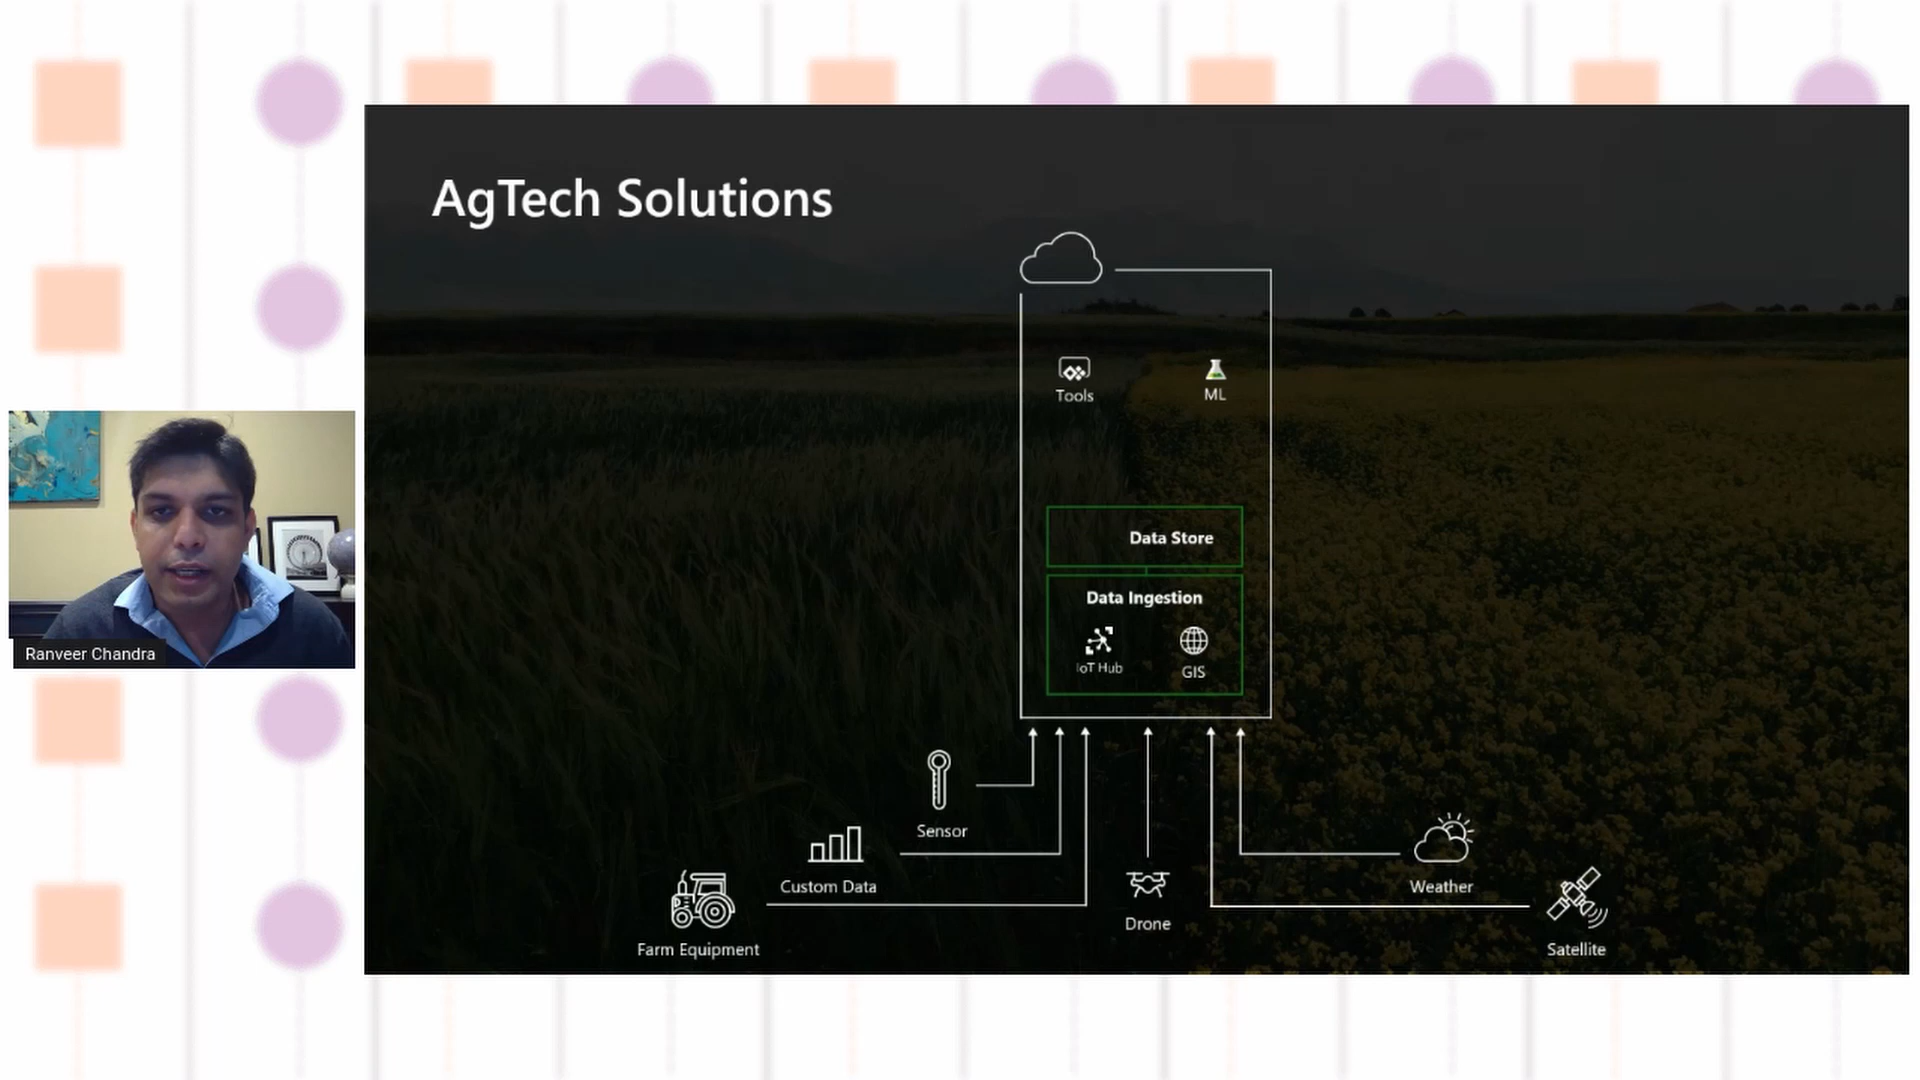 AgTech Solutions
Tools
ML
Data Store
Data Ingestion
IoT Hub
GIS
Sensor
Custom Data
Farm Equipment
Drone
Weather
Satellite
Ranveer Chandra